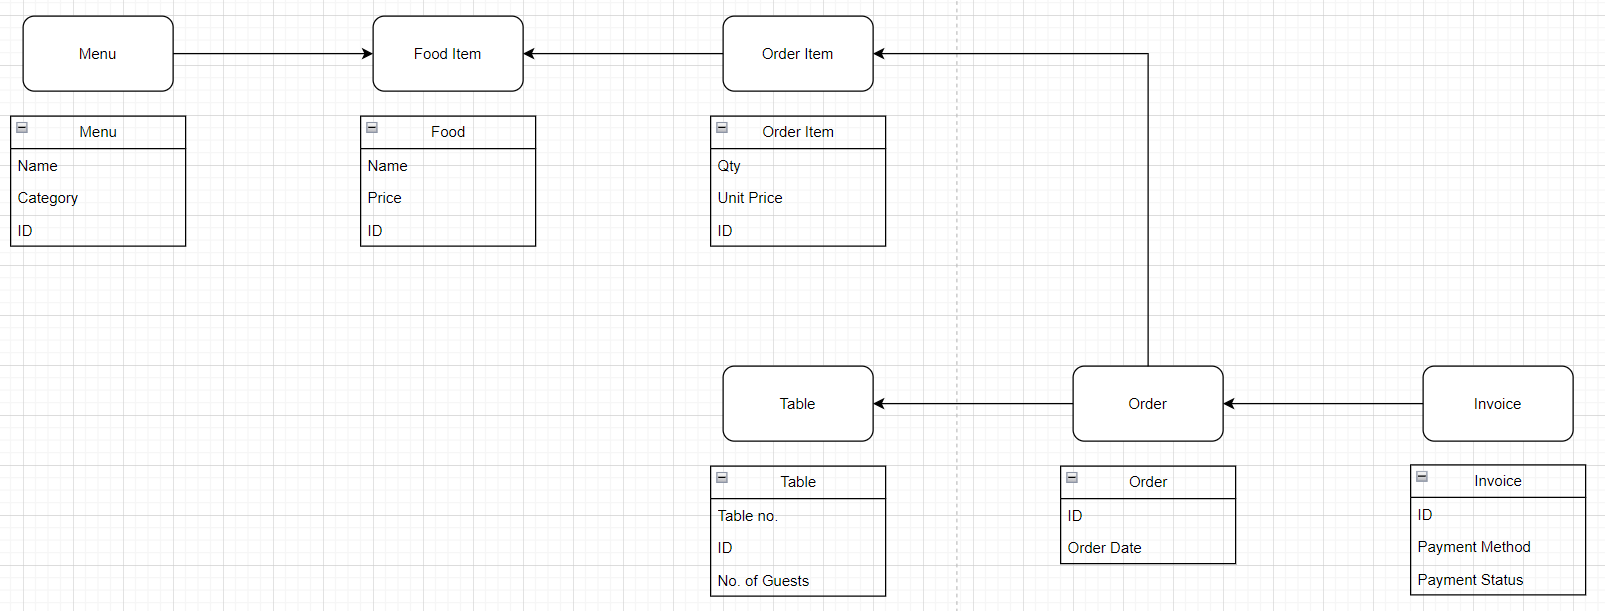 Menu
Food Item
Order Item
Menu
Name
Category
ID
Food
Name
Price
ID
Order Item
Qty
Unit Price
ID
Table
Order
Invoice
Table
Table no.
ID
No. of Guests
Order
ID
Order Date
Invoice
ID
Payment Method
Payment Status